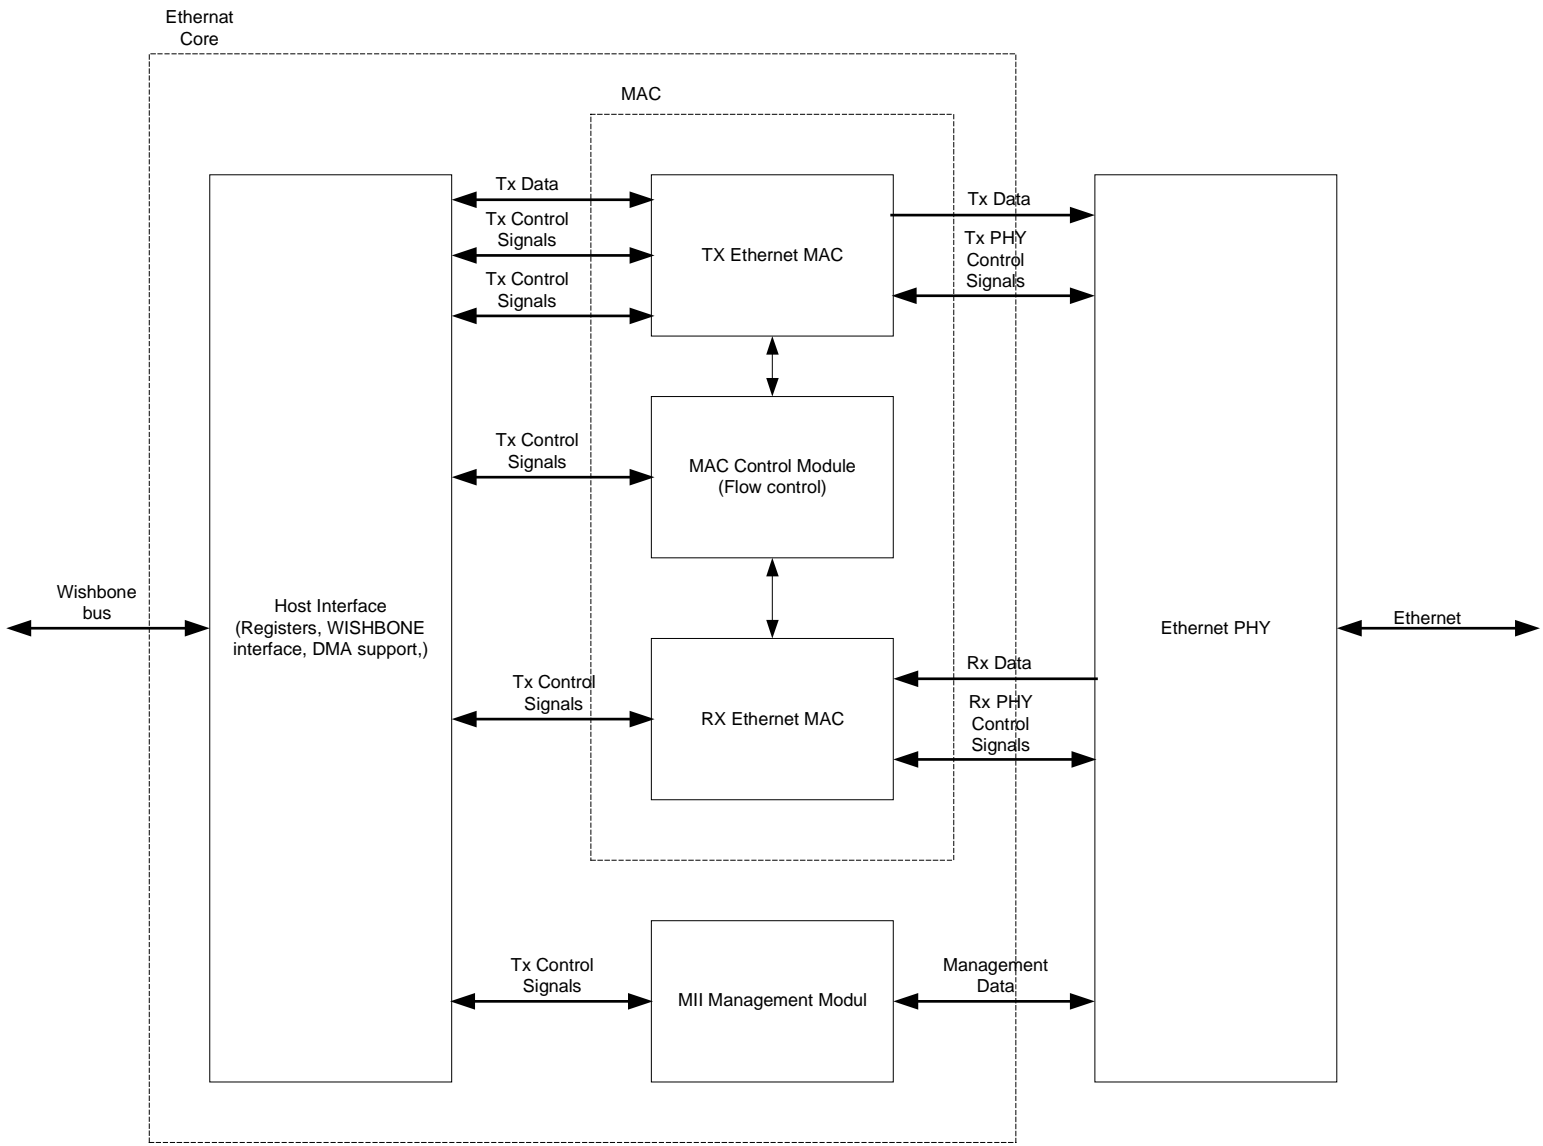 Ethernat
Core
MAC
Tx Data
Tx Control
Signals
Tx Control
Signals
TX Ethernet MAC
Tx Data
Tx PHY
Control
Signals
Tx Control
Signals
MAC Control Module
(Flow control)
Wishbone
bus
Host Interface
(Registers, WISHBONE
interface, DMA support,)
Ethernet PHY
Ethernet
Tx Control
Signals
RX Ethernet MAC
Rx Data
Rx PHY
Control
Signals
Tx Control
Signals
MII Management Modul
Management
Data